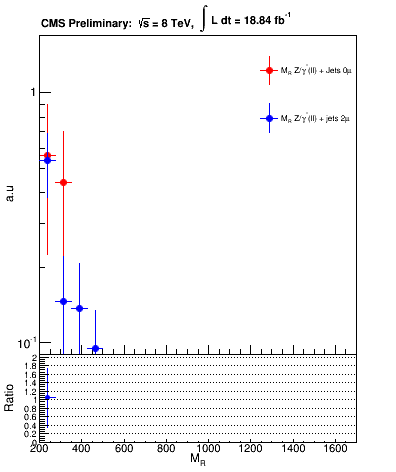 CMS Preliminary: √s = 8 TeV, ∫ L dt = 18.84 fb⁻¹
M_R Z/γ*(ll) + Jets 0μ
M_R Z/γ*(ll) + jets 2μ
1
a.u
10⁻¹
2
1.8
1.6
1.4
1.2
1
0.8
0.6
0.4
0.2
0
Ratio
200 400 600 800 1000 1200 1400 1600
M_R